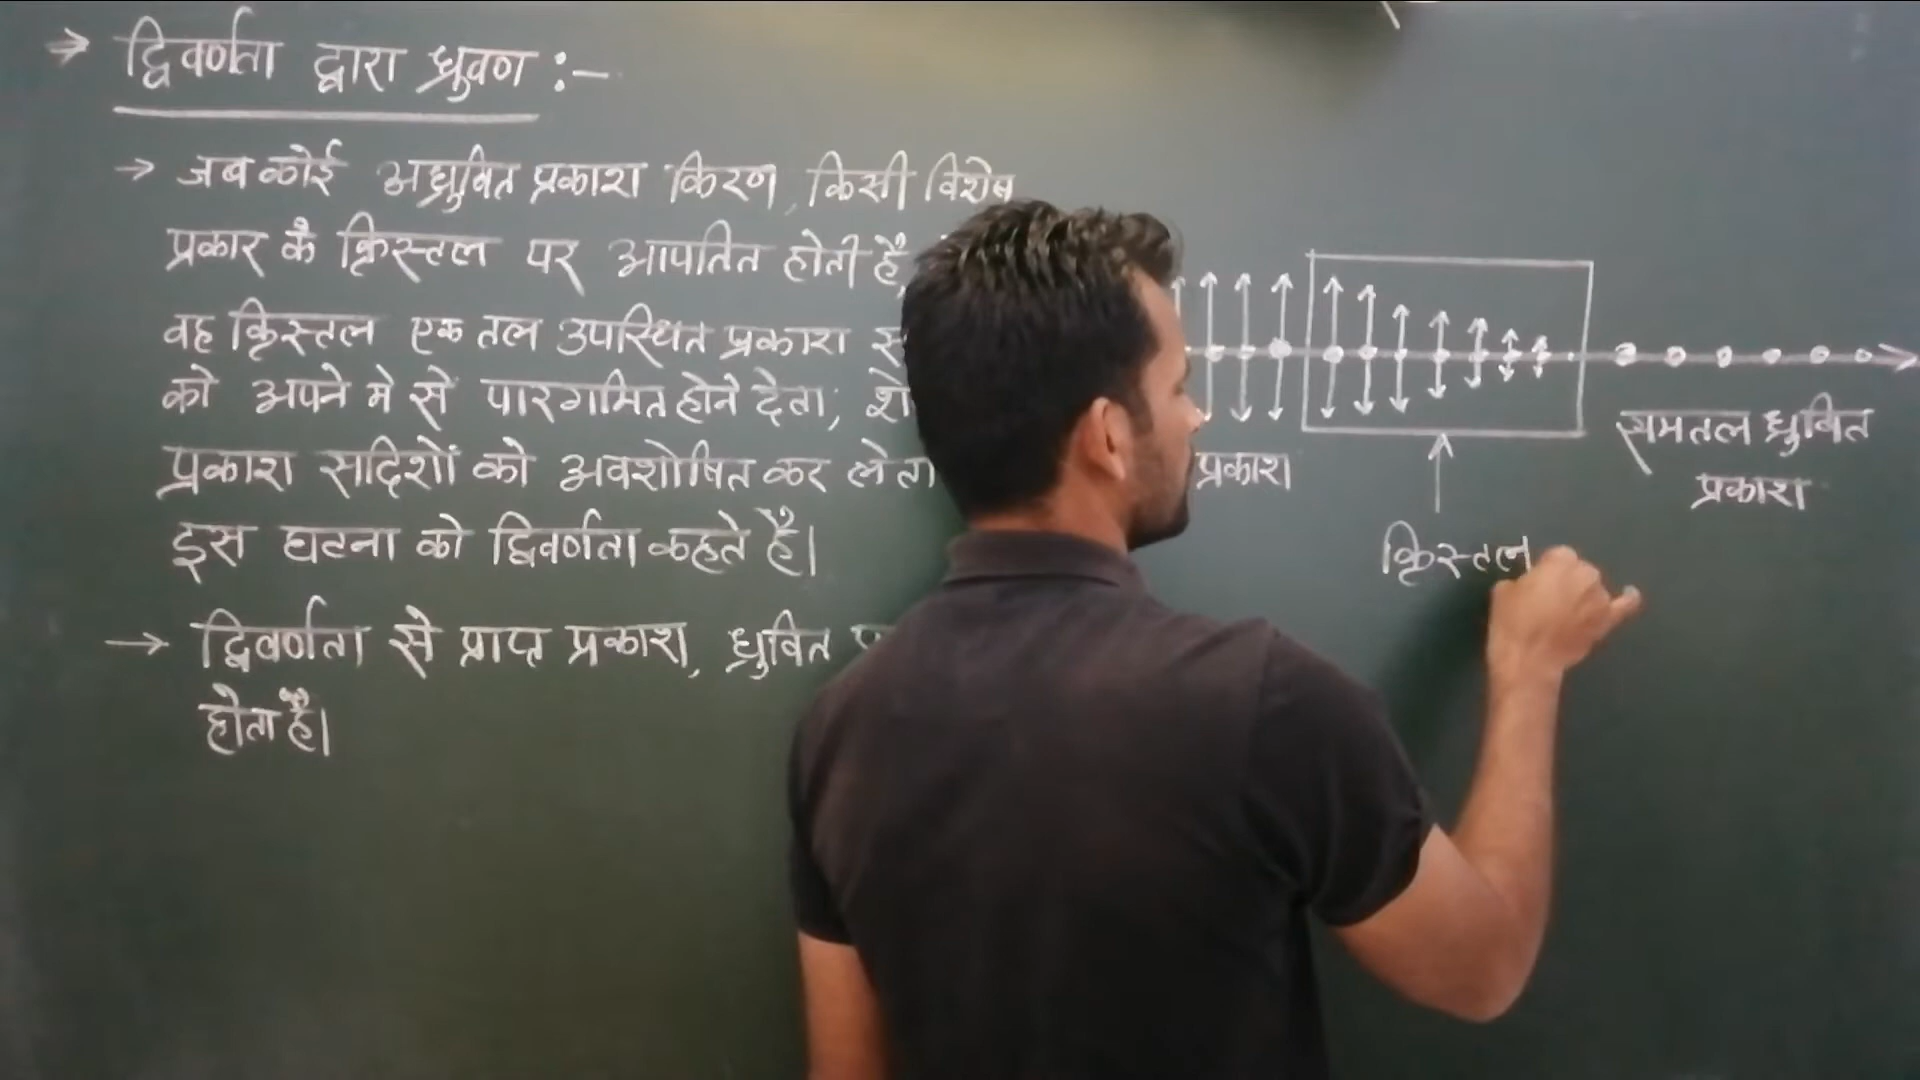 द्विवर्णता द्वारा ध्रुवण :-
→ जब कोई अध्रुवित प्रकाश किरण, किसी विशेष
प्रकार के क्रिस्टल पर आपतित होती है,
वह क्रिस्टल एक तल उपस्थित प्रकाश
को अपने मे से पारगमित होने देता,
प्रकाश सदिशों को अवशोषित कर लेता
इस घटना को द्विवर्णता कहते हैं।
→ द्विवर्णता से प्राप्त प्रकाश, ध्रुवित
होता है।
प्रकाश
क्रिस्टल
समतल ध्रुवित
प्रकाश